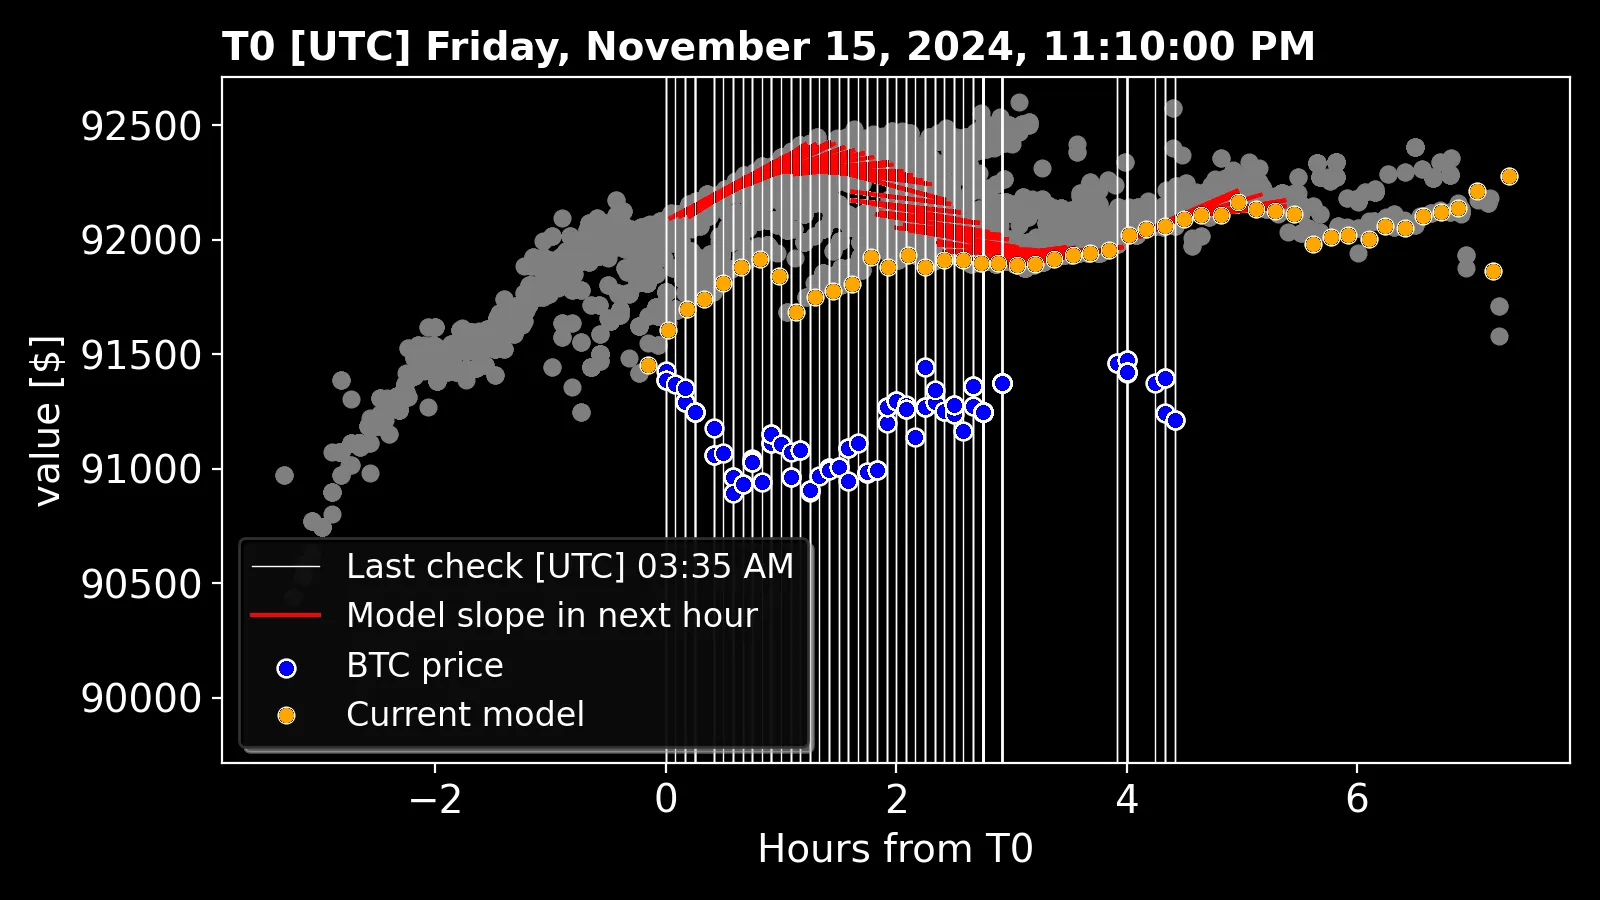 T0 [UTC] Friday, November 15, 2024, 11:10:00 PM
value [$]
92500
92000
91500
91000
90500
90000
Last check [UTC] 03:35 AM
Model slope in next hour
BTC price
Current model
−2 0 2 4 6
Hours from T0